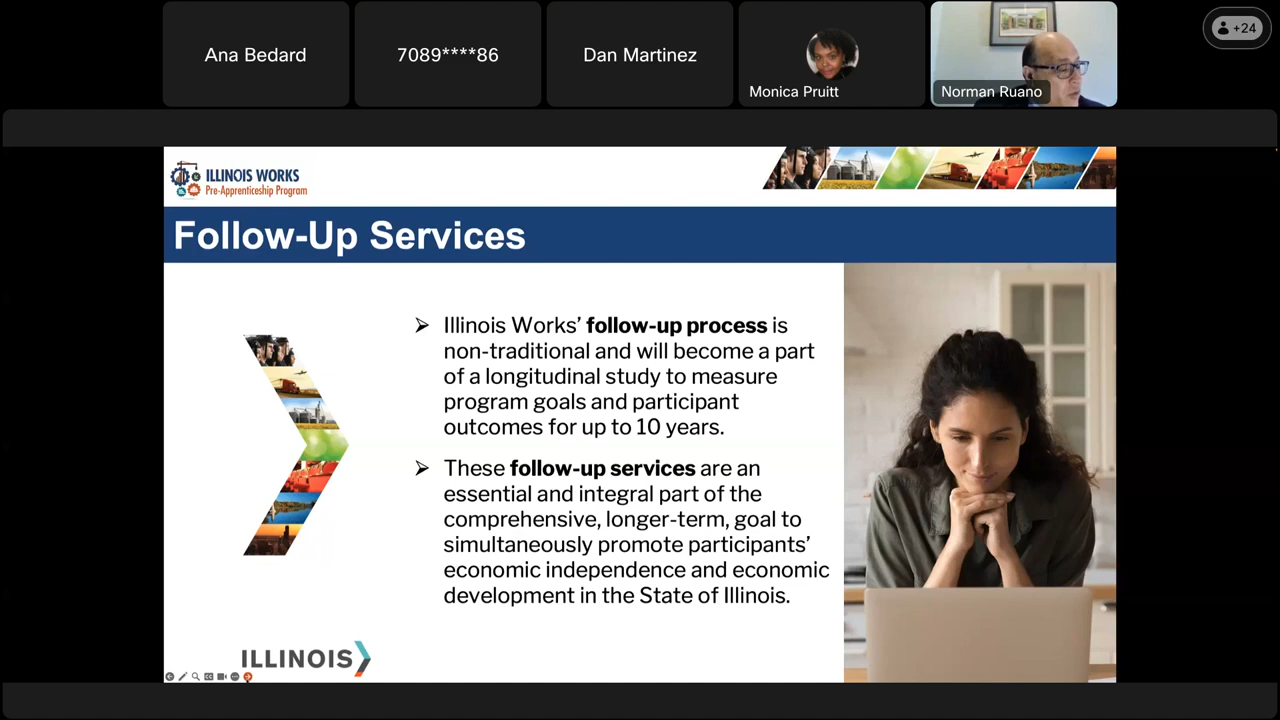 Ana Bedard
7089****86
Dan Martinez
Monica Pruitt
Norman Ruano
+24
ILLINOIS WORKS
Pre-Apprenticeship Program
Follow-Up Services
Illinois Works’ follow-up process is
non-traditional and will become a part
of a longitudinal study to measure
program goals and participant
outcomes for up to 10 years.
These follow-up services are an
essential and integral part of the
comprehensive, longer-term, goal to
simultaneously promote participants’
economic independence and economic
development in the State of Illinois.
ILLINOIS